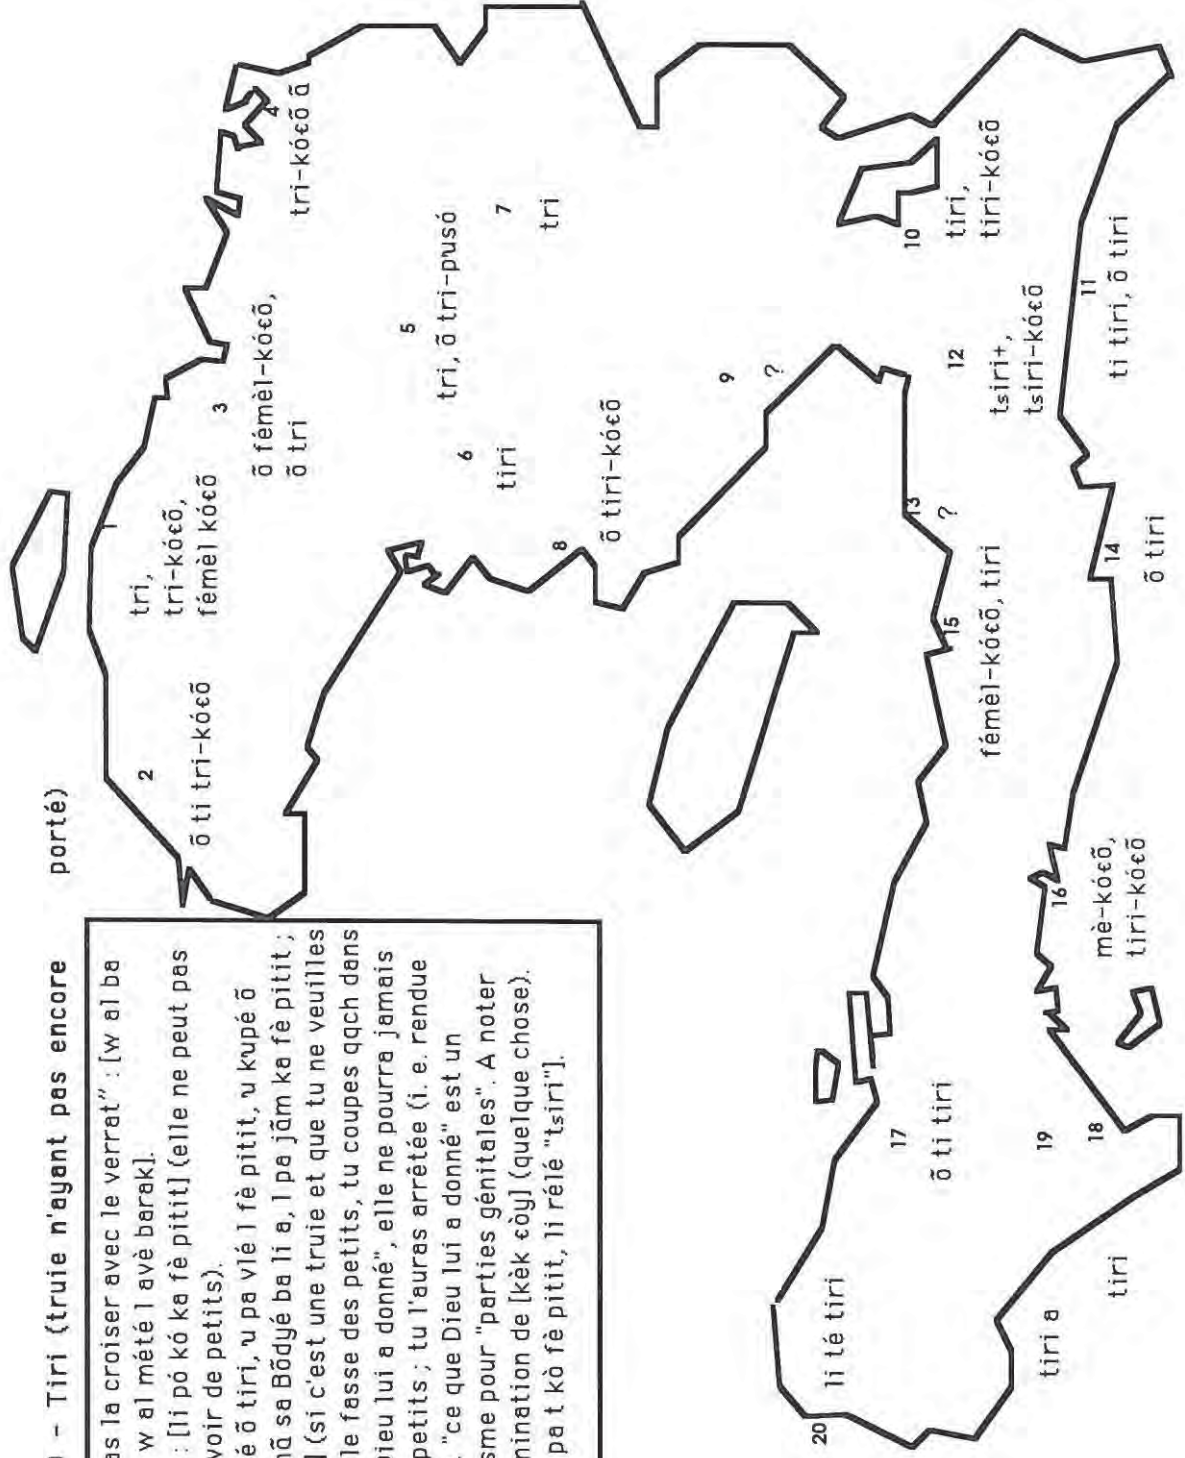 – Tiri (truie n'ayant pas encore porté)
as la croiser avec le verrat" : [w al ba
w al mété l avè barak].
: [li pó kó ka fè pitit] (elle ne peut pas
voir de petits).
é õ tiri, u pa vlé l fè pitit, u kupé õ
sa Bõdyé ba li a, l pa jãm ka fè pitit ;
(si c'est une truie et que tu ne veuilles
le fasse des petits, tu coupes qqch dans
ieu lui a donné", elle ne pourra jamais
petits ; tu l'auras arrêtée (i. e. rendue
"ce que Dieu lui a donné" est un
sme pour "parties génitales". A noter
mination de [kèk ɛòy] (quelque chose).
pa t kò fè pitit, li rélé "tsiri"].
1
tri,
tri-kóɛõ,
fémèl kóɛõ
2
õ ti tri-kóɛõ
3
õ fémèl-kóɛõ,
õ tri
4
tri-kóɛõ ã
5
tri, õ tri-pusó
6
tiri
7
tri
8
õ tiri-kóɛõ
9
?
10
tiri,
tiri-kóɛõ
11
ti tiri, õ tiri
12
tsiri+,
tsiri-kóɛõ
13
?
14
õ tiri
15
fémèl-kóɛõ, tiri
16
mè-kóɛõ,
tiri-kóɛõ
17
õ ti tiri
18
tiri
19
tiri a
20
li té tiri